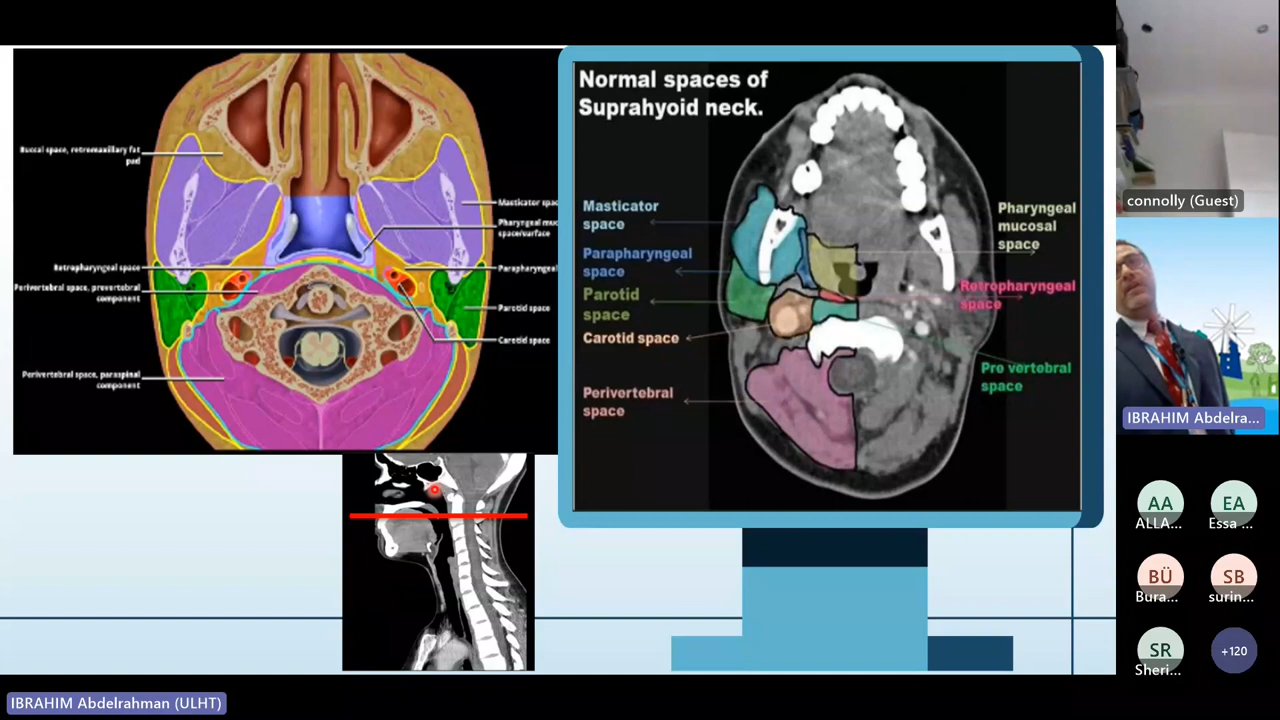 Buccal space, retromaxillary fat
pad
Retropharyngeal space
Perivertebral space, prevertebral
component
Perivertebral space, paraspinal
component
Masticator spac
Pharyngeal muc
space/surface
Parapharyngeal
Parotid space
Carotid space
Normal spaces of
Suprahyoid neck.
Masticator
space
Parapharyngeal
space
Parotid
space
Carotid space
Perivertebral
space
Pharyngeal
mucosal
space
Retropharyngeal
space
Pre vertebral
space
connolly (Guest)
IBRAHIM Abdelra...
AA
ALLA...
EA
Essa ...
BÜ
Bura...
SB
surin...
SR
Sheri...
+120
IBRAHIM Abdelrahman (ULHT)